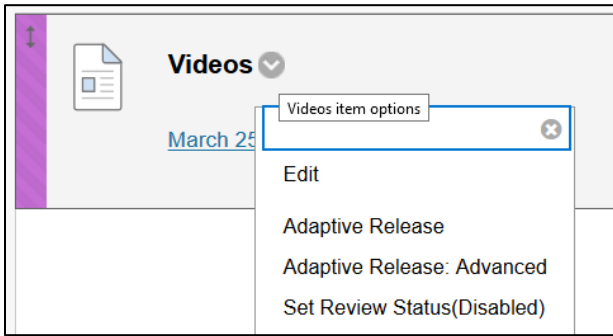 Videos
Videos item options
March 25
Edit
Adaptive Release
Adaptive Release: Advanced
Set Review Status(Disabled)